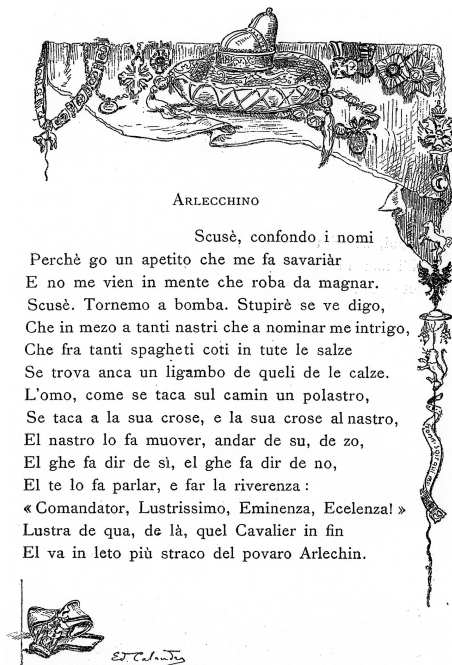 ARLECCHINO
Scusè, confondo i nomi
Perchè go un apetito che me fa savariàr
E no me vien in mente che roba da magnar.
Scusè. Tornemo a bomba. Stupirè se ve digo,
Che in mezo a tanti nastri che a nominar me intrigo,
Che fra tanti spagheti coti in tute le salze
Se trova anca un ligambo de queli de le calze.
L'omo, come se taca sul camin un polastro,
Se taca a la sua crose, e la sua crose al nastro,
El nastro lo fa muover, andar de su, de zo,
El ghe fa dir de sì, el ghe fa dir de no,
El te lo fa parlar, e far la riverenza :
« Comandator, Lustrissimo, Eminenza, Ecelenza! »
Lustra de qua, de là, quel Cavalier in fin
El va in leto più straco del povaro Arlechin.
Ed. Calandra